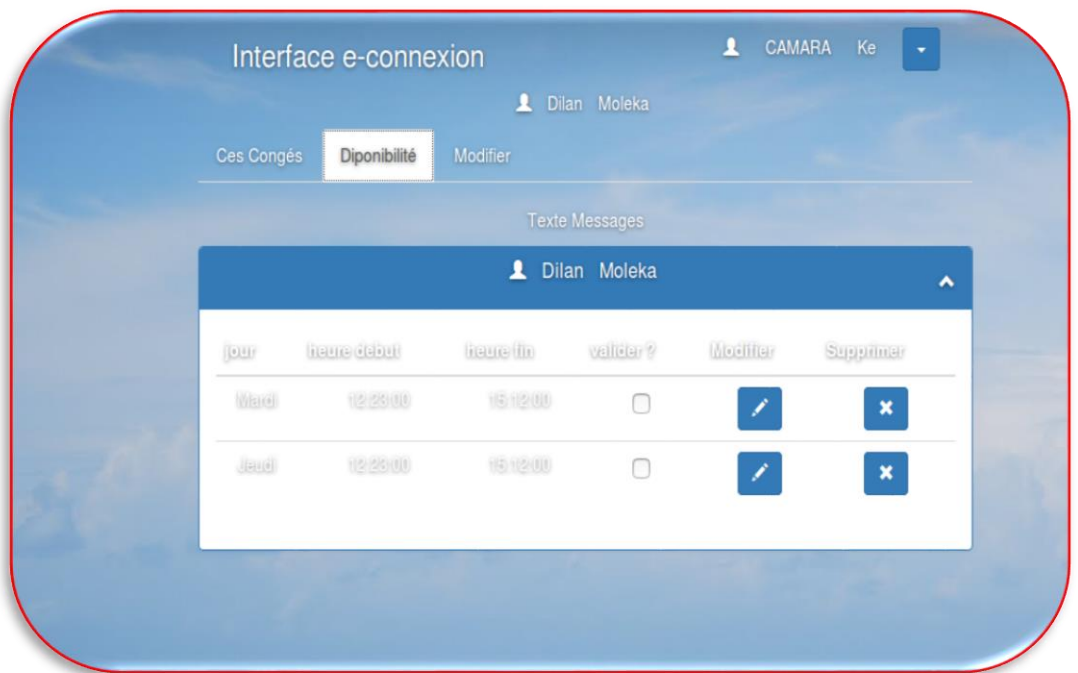 Interface e-connexion
CAMARA Ke
Dilan Moleka
Ces Congés Diponibilité Modifier
Texte Messages
Dilan Moleka
jour heure debut heure fin valider ? Modifier Supprimer
Mardi 12:23:00 15:12:00
Jeudi 12:23:00 15:12:00